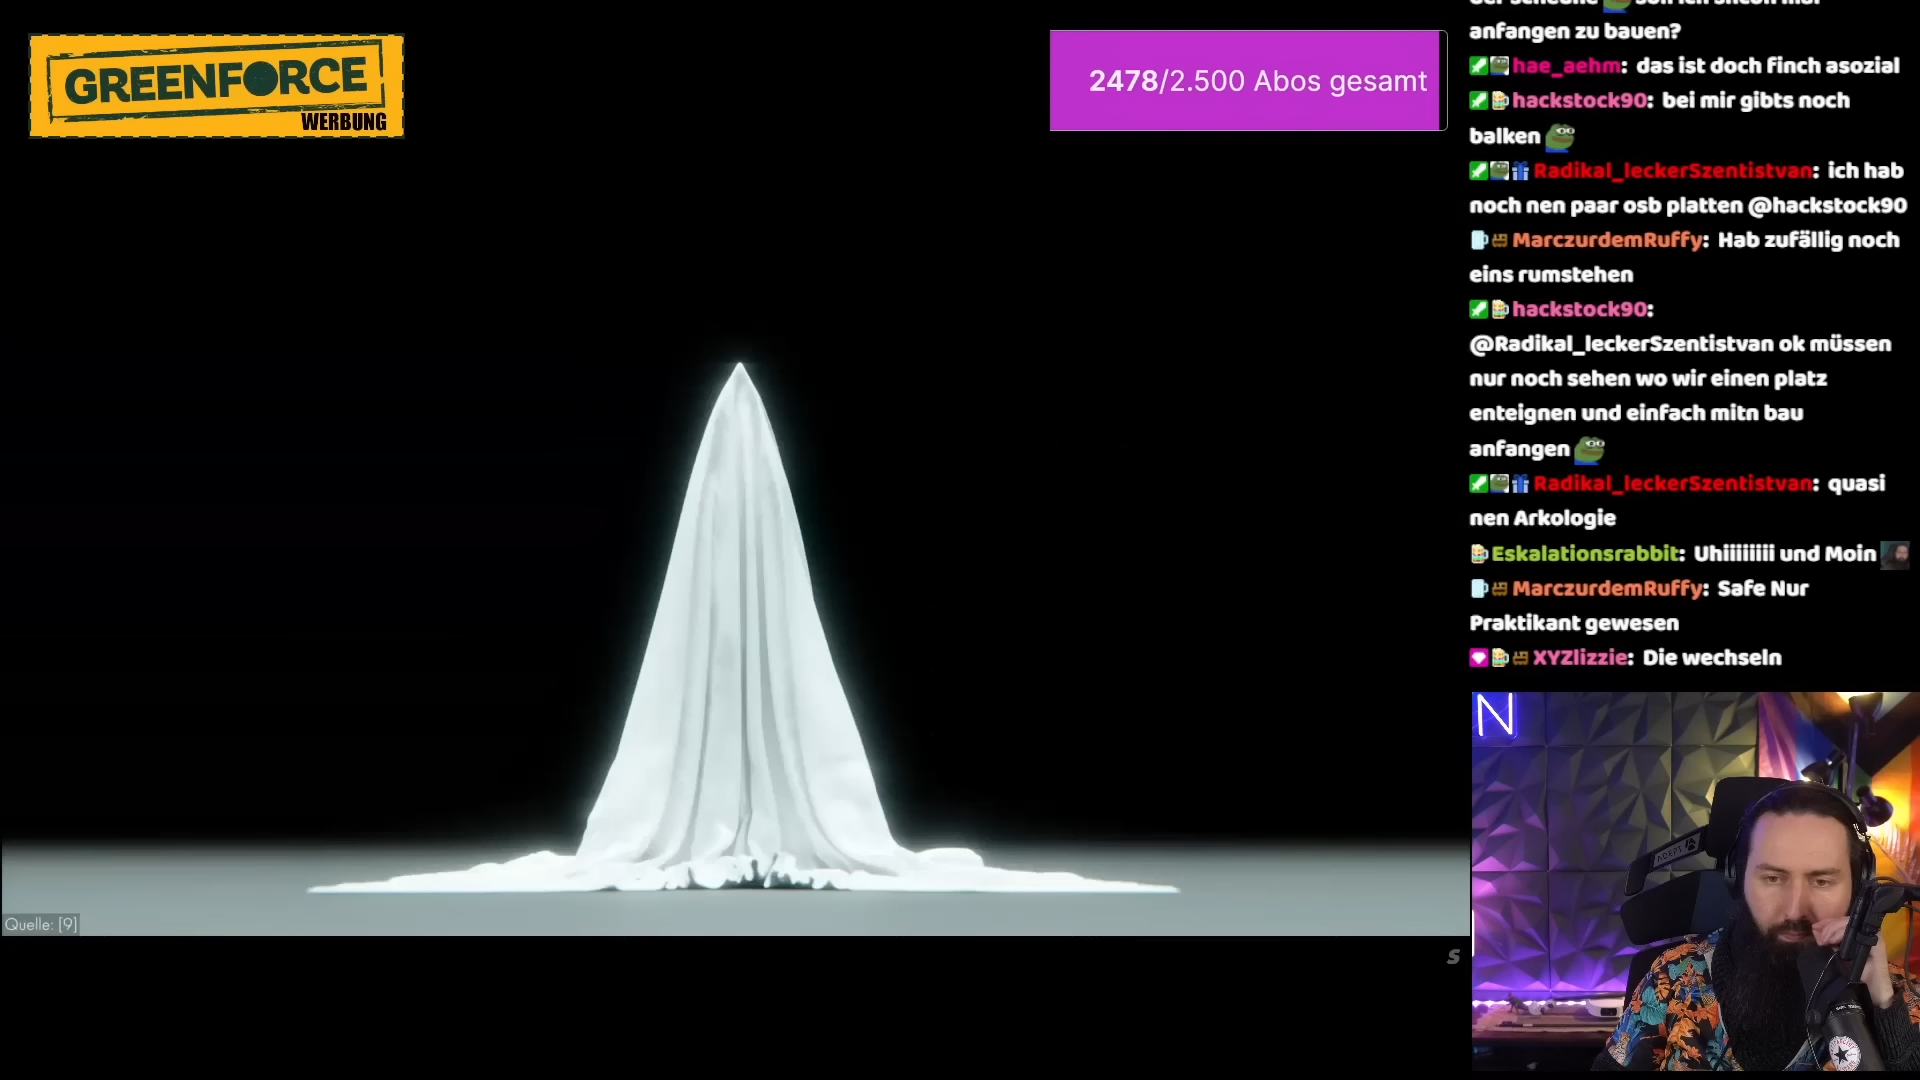 GREENFORCE
WERBUNG
2478/2.500 Abos gesamt
anfangen zu bauen?
hae_aehm: das ist doch finch asozial
hackstock90: bei mir gibts noch
balken
Radikal_leckerSzentistvan: ich hab
noch nen paar osb platten @hackstock90
MarczurdemRuffy: Hab zufällig noch
eins rumstehen
hackstock90:
@Radikal_leckerSzentistvan ok müssen
nur noch sehen wo wir einen platz
enteignen und einfach mitn bau
anfangen
Radikal_leckerSzentistvan: quasi
nen Arkologie
Eskalationsrabbit: Uhiiiiiiii und Moin
MarczurdemRuffy: Safe Nur
Praktikant gewesen
XYZlizzie: Die wechseln
N
Quelle: [9]
S